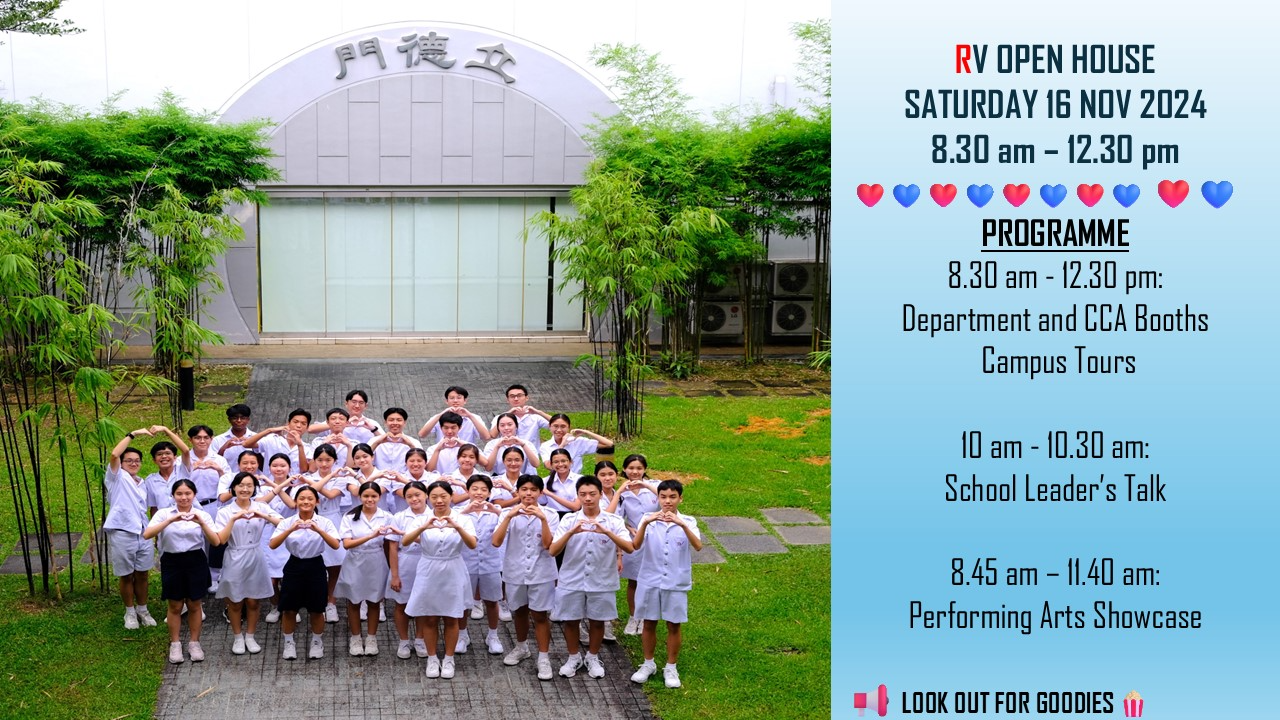 門德立
RV OPEN HOUSE
SATURDAY 16 NOV 2024
8.30 am – 12.30 pm
PROGRAMME
8.30 am - 12.30 pm:
Department and CCA Booths
Campus Tours
10 am - 10.30 am:
School Leader’s Talk
8.45 am – 11.40 am:
Performing Arts Showcase
LOOK OUT FOR GOODIES